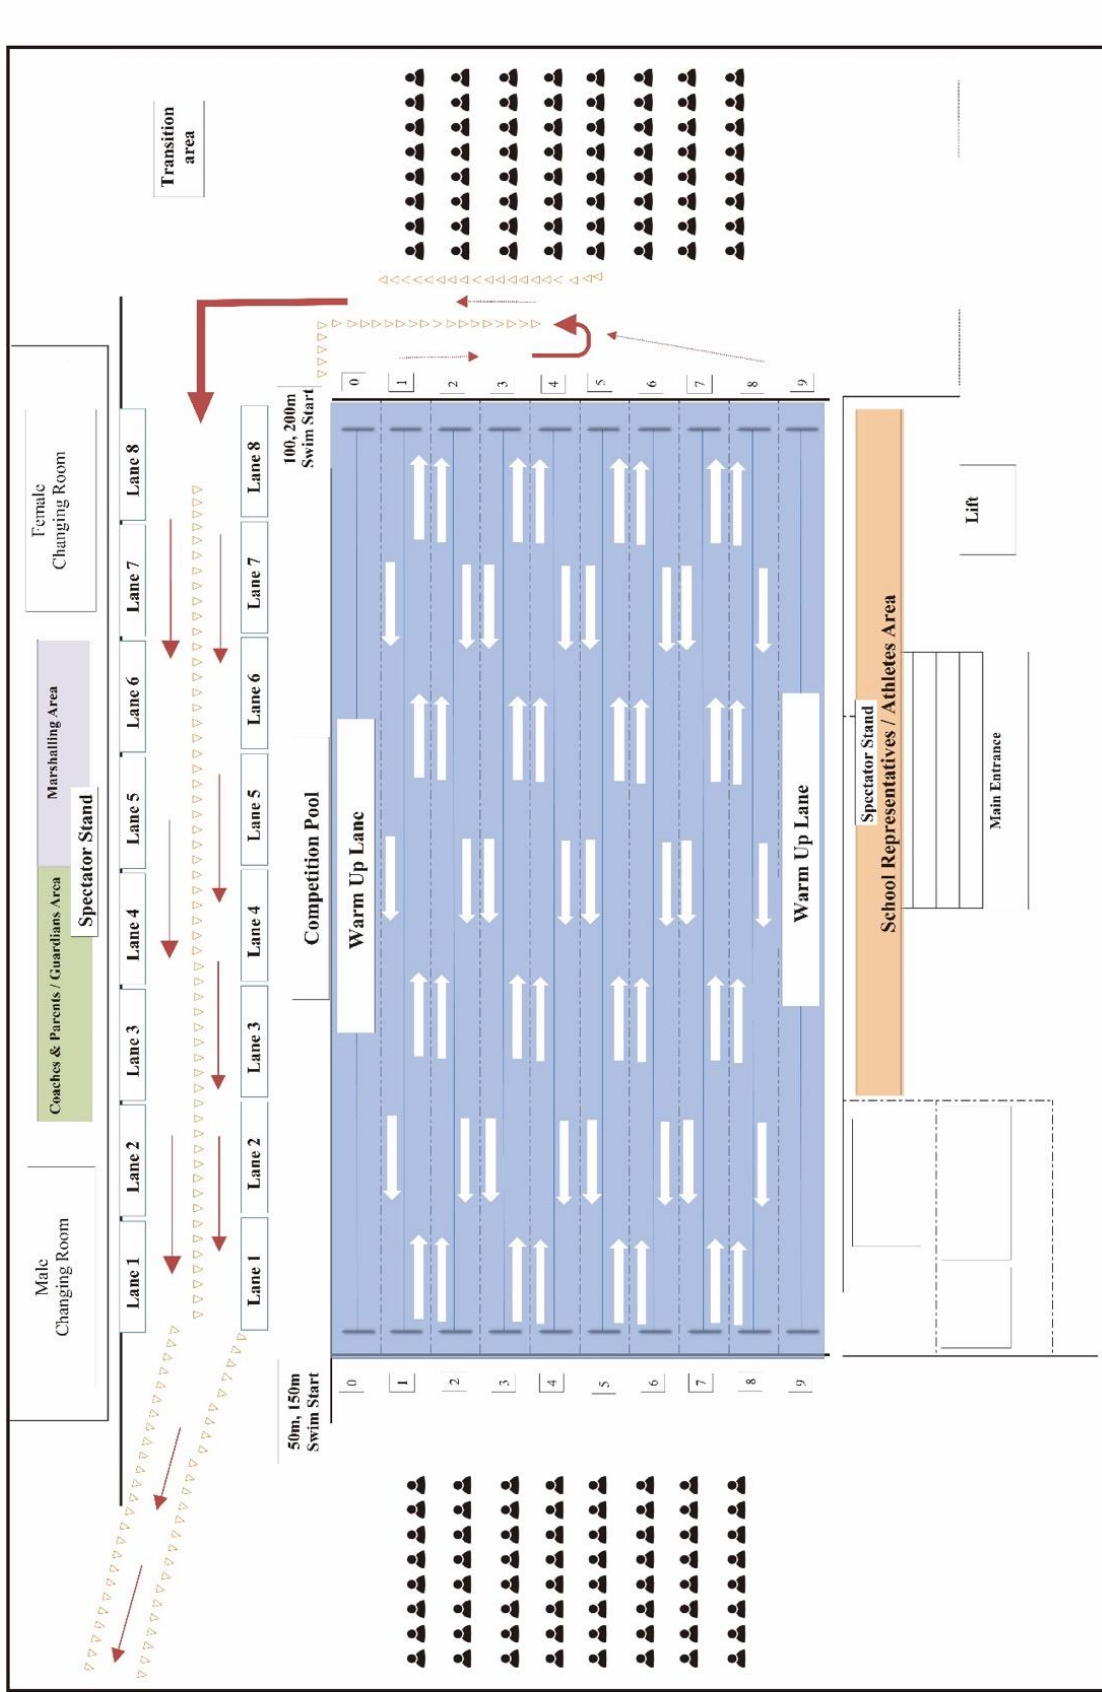 Transition
area
Female
Changing Room
Marshalling Area
Coaches & Parents / Guardians Area
Spectator Stand
Male
Changing Room
Lane 8
Lane 7
Lane 6
Lane 5
Lane 4
Lane 3
Lane 2
Lane 1
Lane 8
Lane 7
Lane 6
Lane 5
Lane 4
Lane 3
Lane 2
Lane 1
100, 200m
Swim Start
Competition Pool
50m, 150m
Swim Start
0
1
2
3
4
5
6
7
8
9
Warm Up Lane
Warm Up Lane
0
1
2
3
4
5
6
7
8
9
Spectator Stand
School Representatives / Athletes Area
Lift
Main Entrance